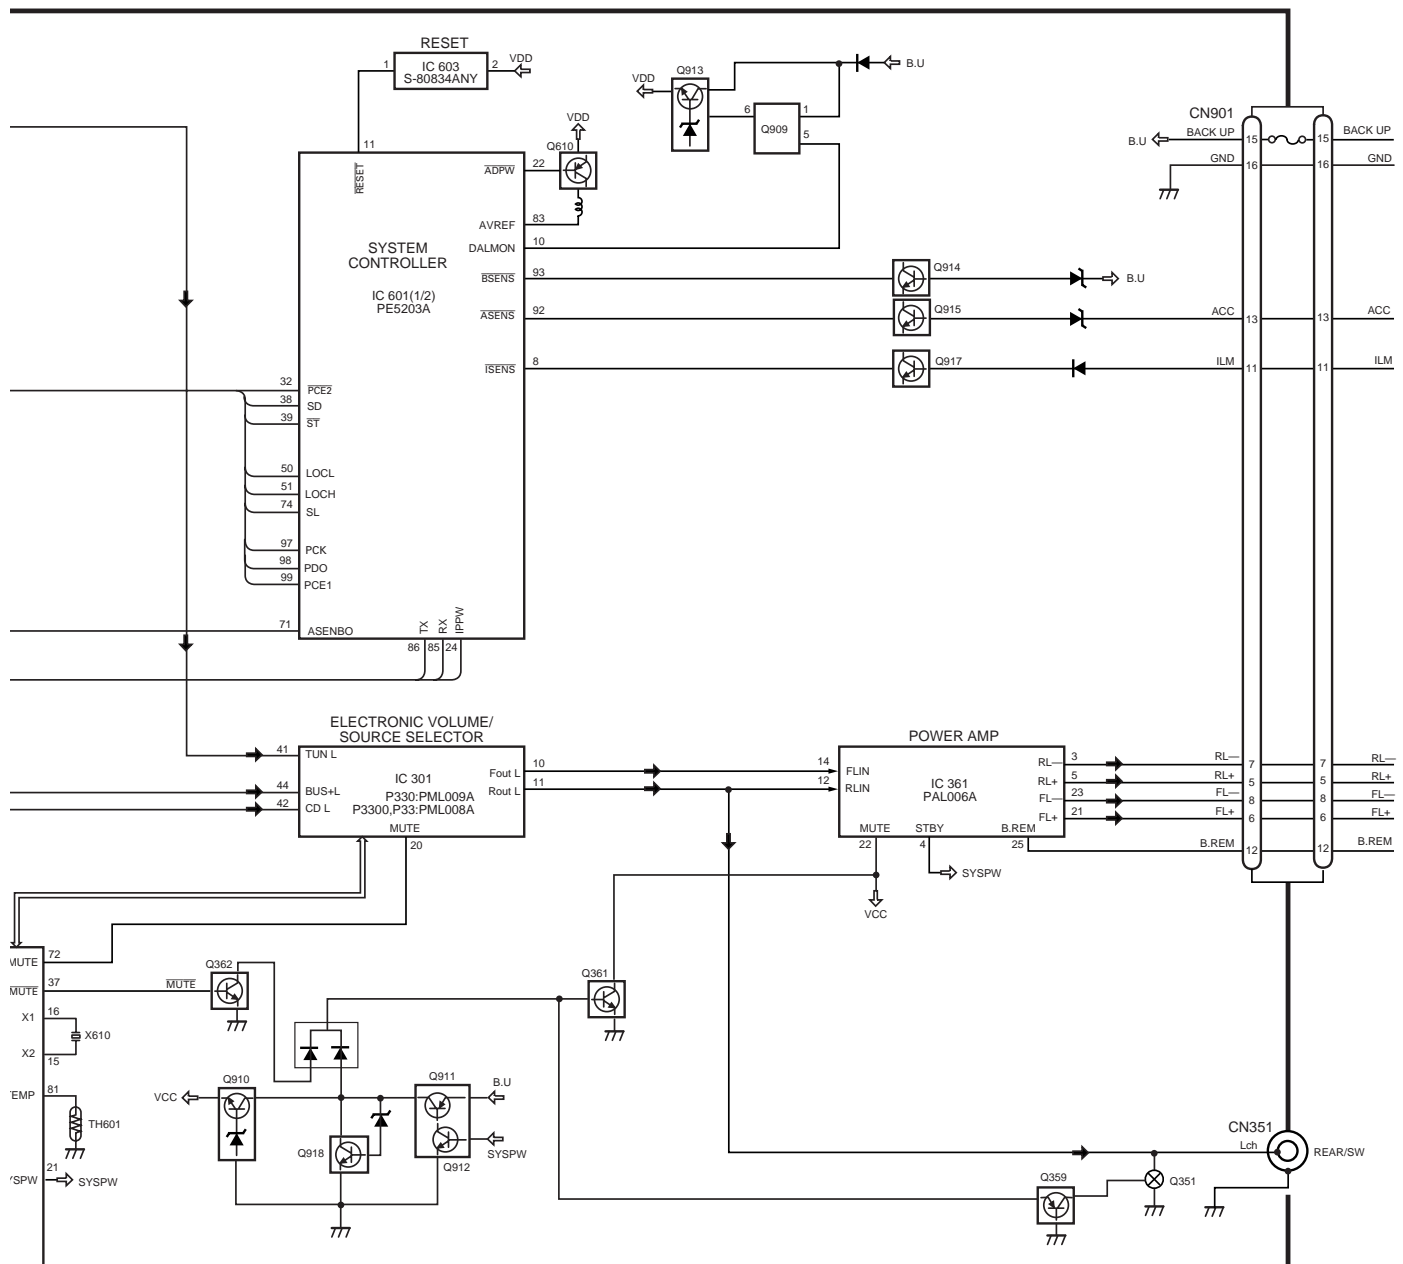 RESET
1
IC 603
S-80834ANY
2
VDD
VDD
Q913
B.U
6
Q909
1
5
CN901
B.U
BACK UP
15
15
BACK UP
GND
16
16
GND
11
RESET
VDD
Q610
ADPW
22
AVREF
83
DALMON
10
SYSTEM
CONTROLLER
IC 601(1/2)
PE5203A
BSENS
93
Q914
B.U
ASENS
92
Q915
ACC
13
13
ACC
ISENS
8
Q917
ILM
11
11
ILM
32
PCE2
38
SD
39
ST
50
LOCL
51
LOCH
74
SL
97
PCK
98
PDO
99
PCE1
71
ASENBO
TX
RX
IPPW
86
85
24
ELECTRONIC VOLUME/
SOURCE SELECTOR
41
TUN L
44
BUS+L
42
CD L
IC 301
P330:PML009A
P3300,P33:PML008A
Fout L
10
Rout L
11
MUTE
20
POWER AMP
14
FLIN
12
RLIN
IC 361
PAL006A
RL—
3
RL+
5
FL—
23
FL+
21
MUTE
STBY
B.REM
22
4
25
SYSPW
VCC
RL—
7
7
RL—
RL+
5
5
RL+
FL—
8
8
FL—
FL+
6
6
FL+
B.REM
12
12
B.REM
MUTE
72
MUTE
37
MUTE
Q362
X1
16
X610
X2
15
TEMP
81
TH601
YSPW
21
SYSPW
Q361
VCC
Q910
Q918
Q911
B.U
SYSPW
Q912
CN351
Lch
REAR/SW
Q359
Q351